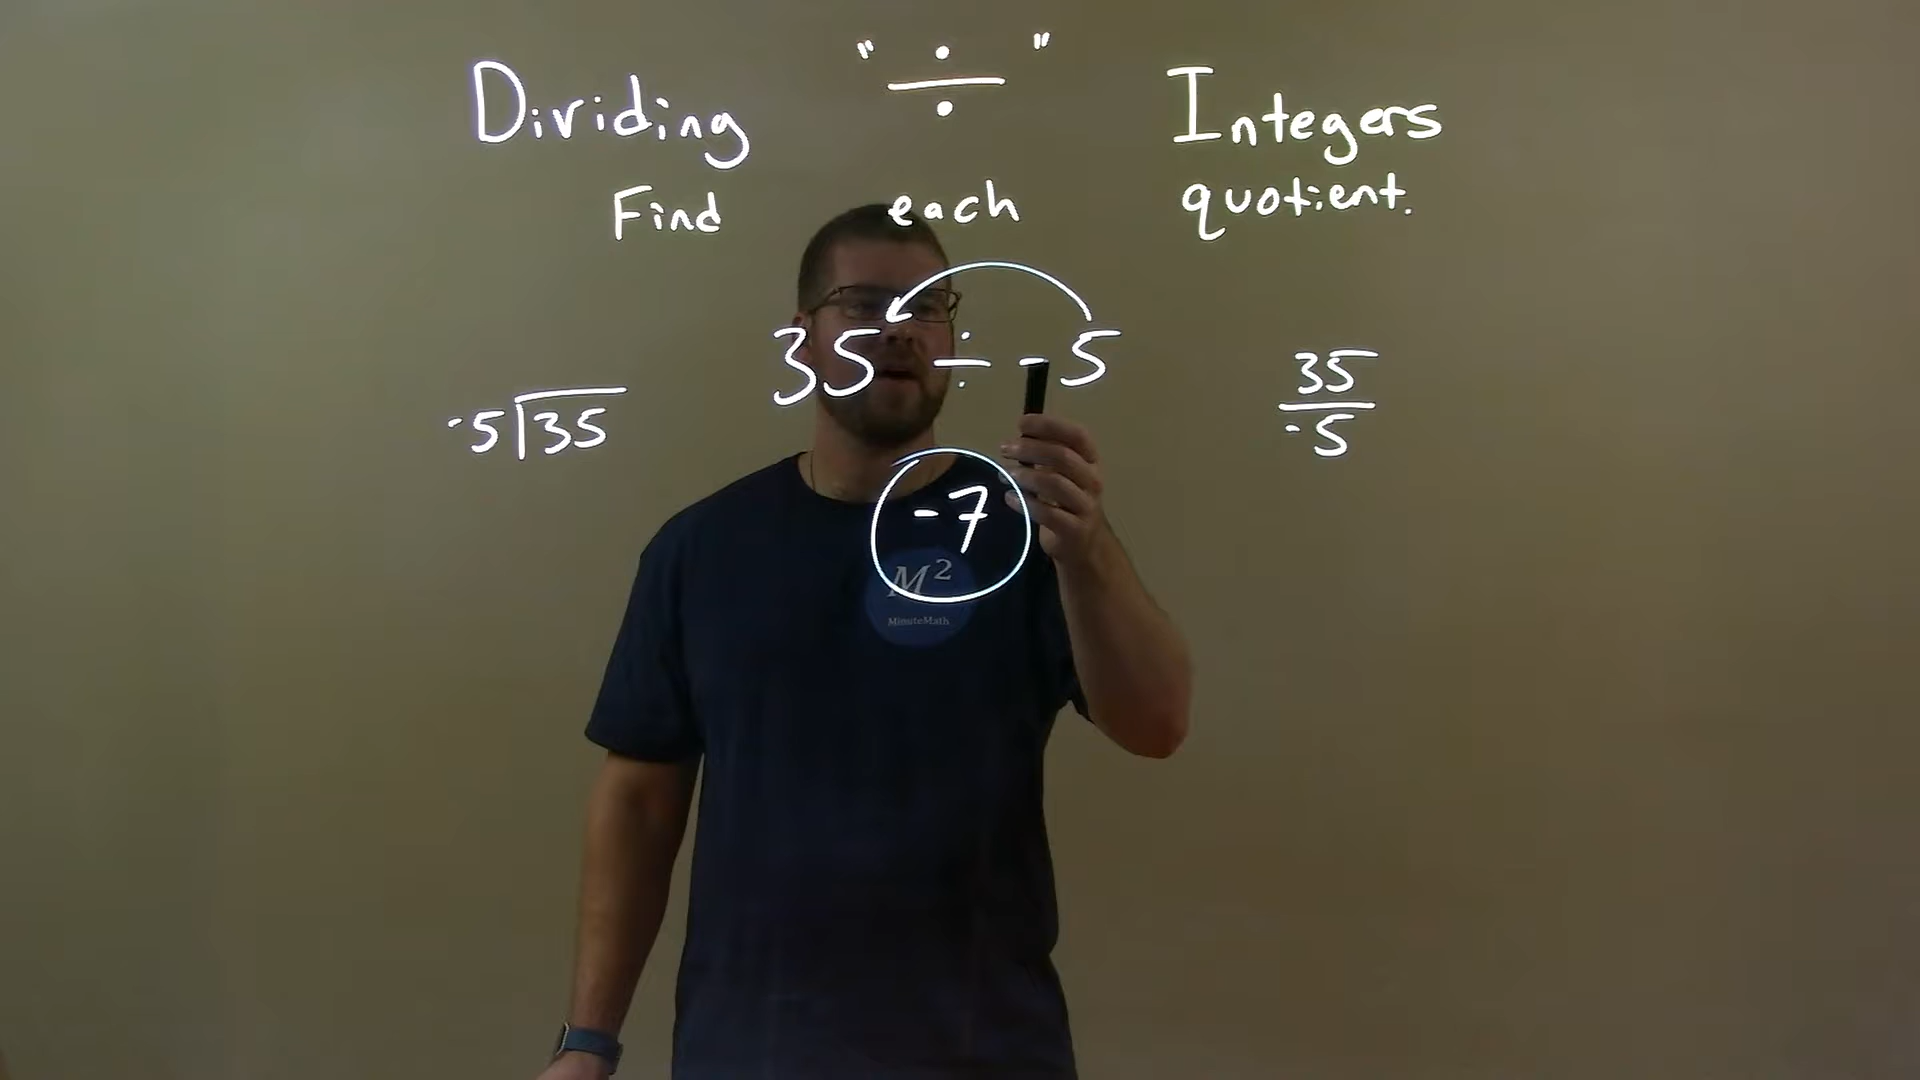 Dividing "÷" Integers
Find each quotient.
35 ÷ -5
-5⟌35
35
-5
-7
M²
MinuteMath